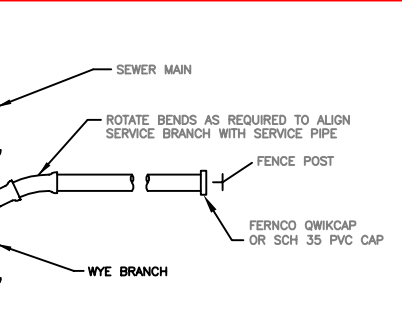 SEWER MAIN
ROTATE BENDS AS REQUIRED TO ALIGN
SERVICE BRANCH WITH SERVICE PIPE
FENCE POST
FERNCO QWIKCAP
OR SCH 35 PVC CAP
WYE BRANCH